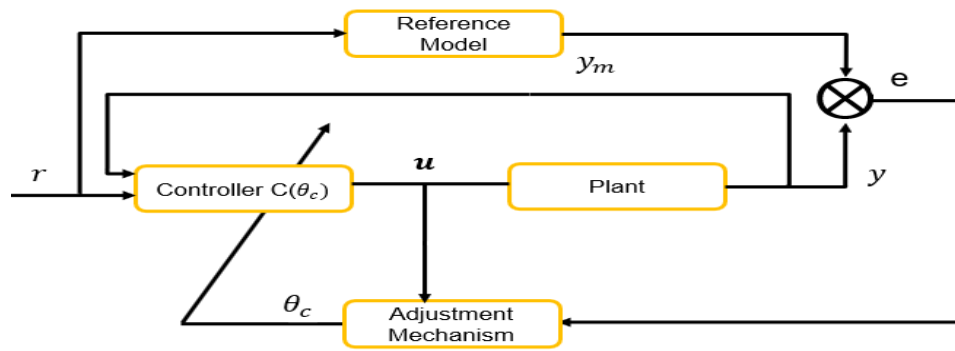 Reference
Model
y_m
e
r
Controller C(θ_c)
u
Plant
y
θ_c
Adjustment
Mechanism